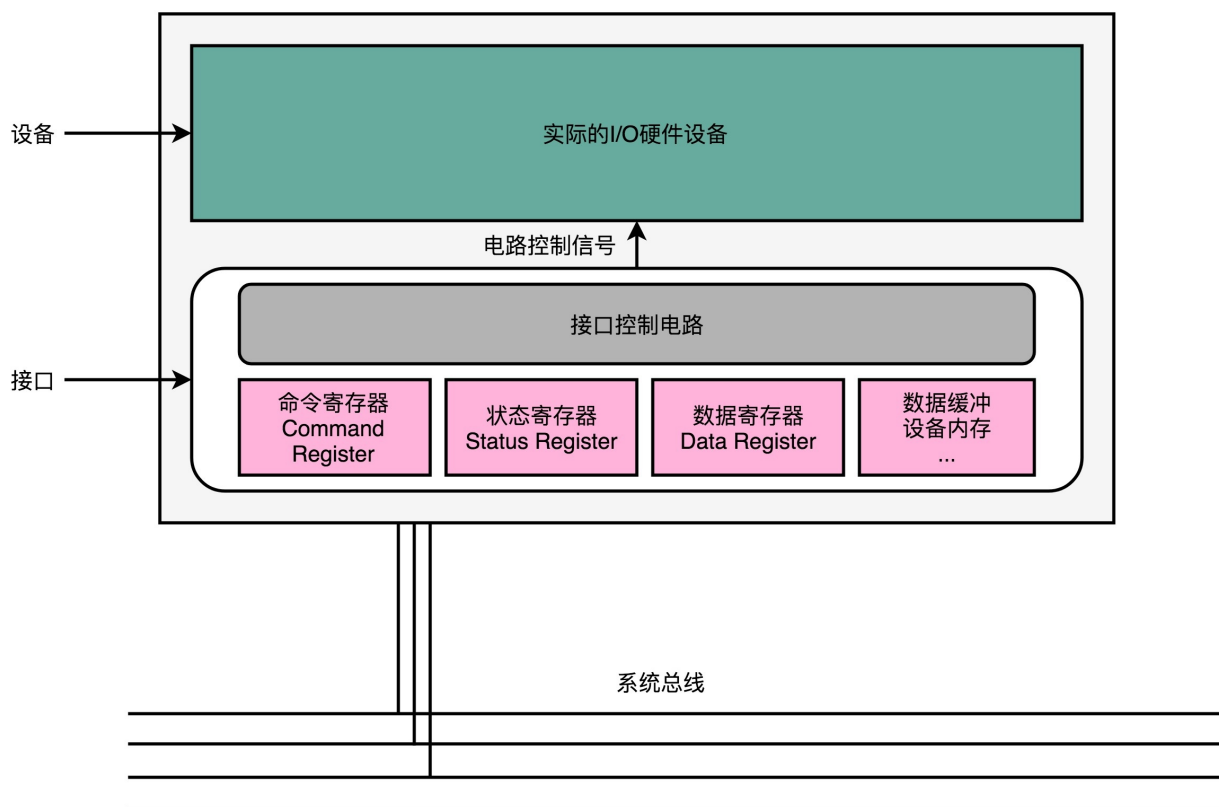 设备
实际的I/O硬件设备
电路控制信号
接口控制电路
接口
命令寄存器
Command
Register
状态寄存器
Status Register
数据寄存器
Data Register
数据缓冲
设备内存
...
系统总线